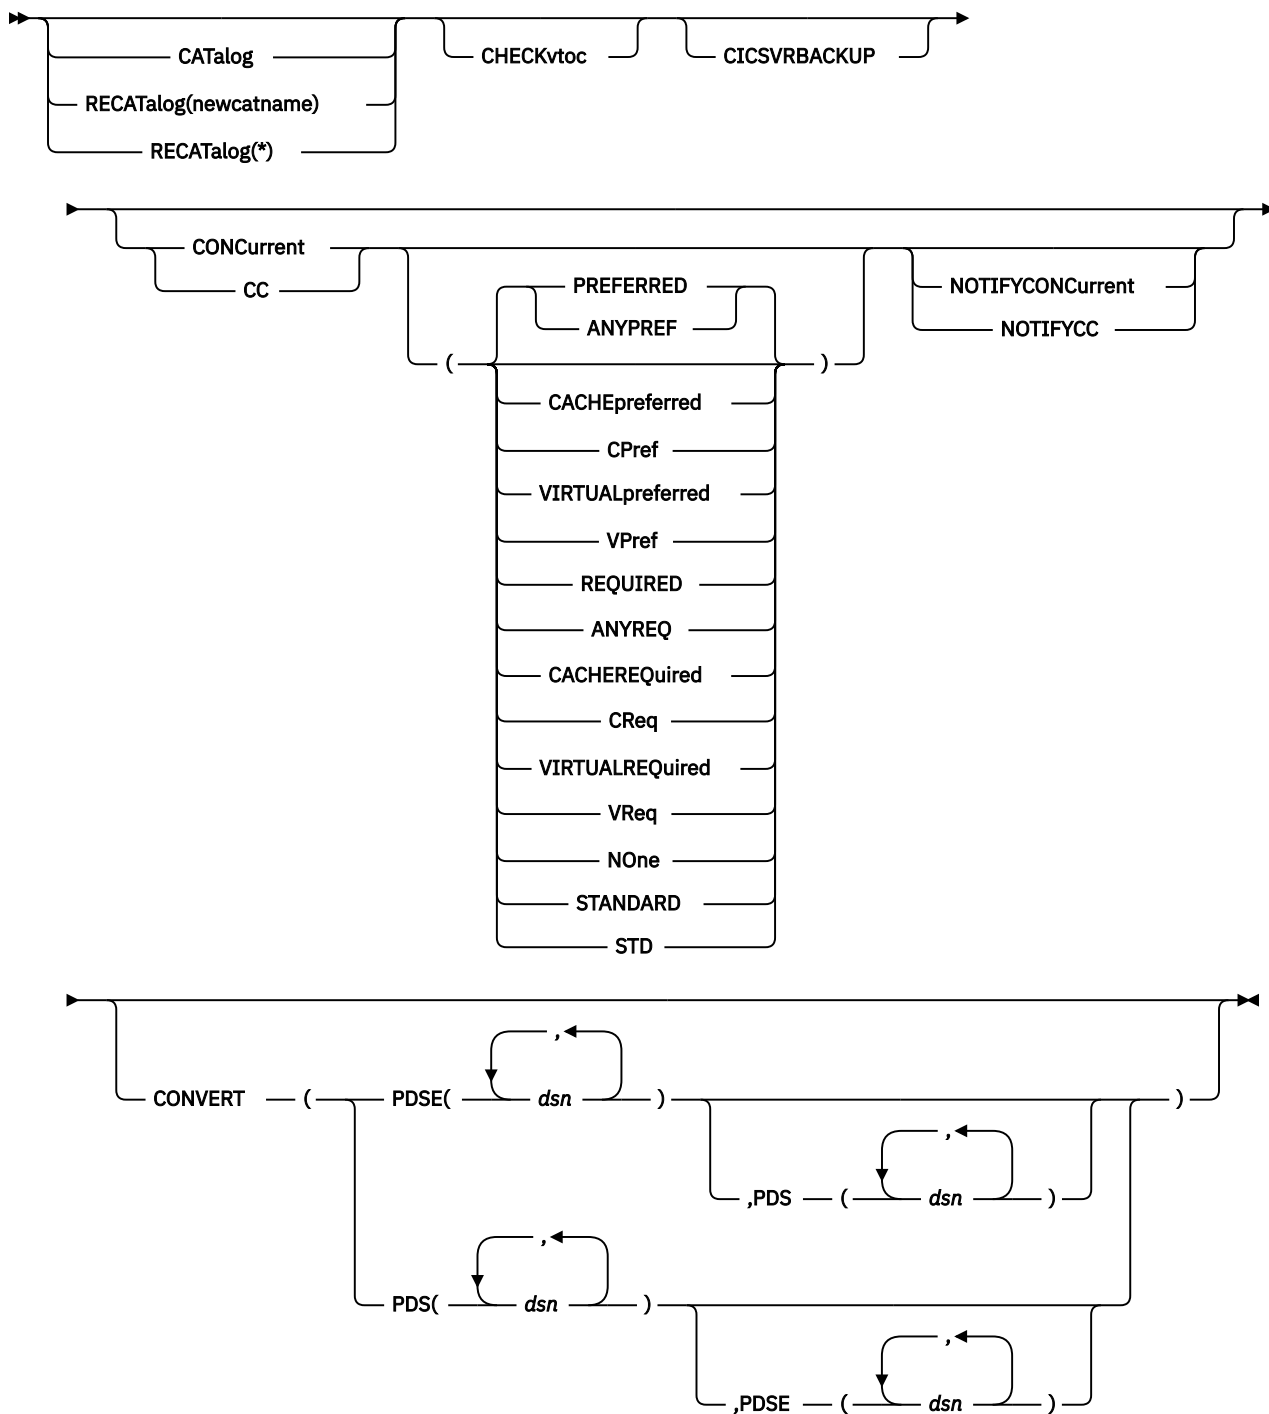 CATalog
CHECKvtoc
CICSVRBACKUP
RECATalog(newcatname)
RECATalog(*)
CONCurrent
CC
(
PREFERRED
ANYPREF
CACHEpreferred
CPref
VIRTUALpreferred
VPref
REQUIRED
ANYREQ
CACHEREQuired
CReq
VIRTUALREQuired
VReq
NOne
STANDARD
STD
)
NOTIFYCONCurrent
NOTIFYCC
CONVERT (
,
PDSE( dsn )
,
,PDS ( dsn )
)
,
PDS( dsn )
,
,PDSE ( dsn )